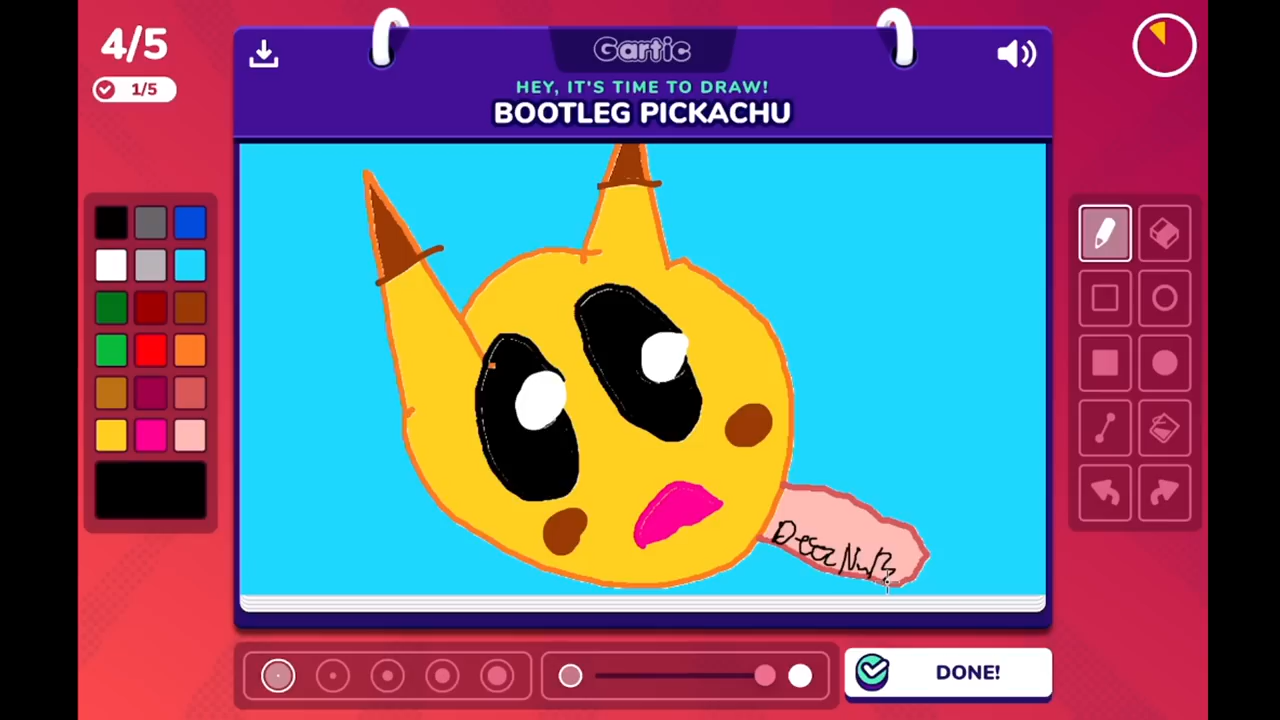 4/5
1/5
Gartic
HEY, IT'S TIME TO DRAW!
BOOTLEG PICKACHU
Deez Nuts
DONE!